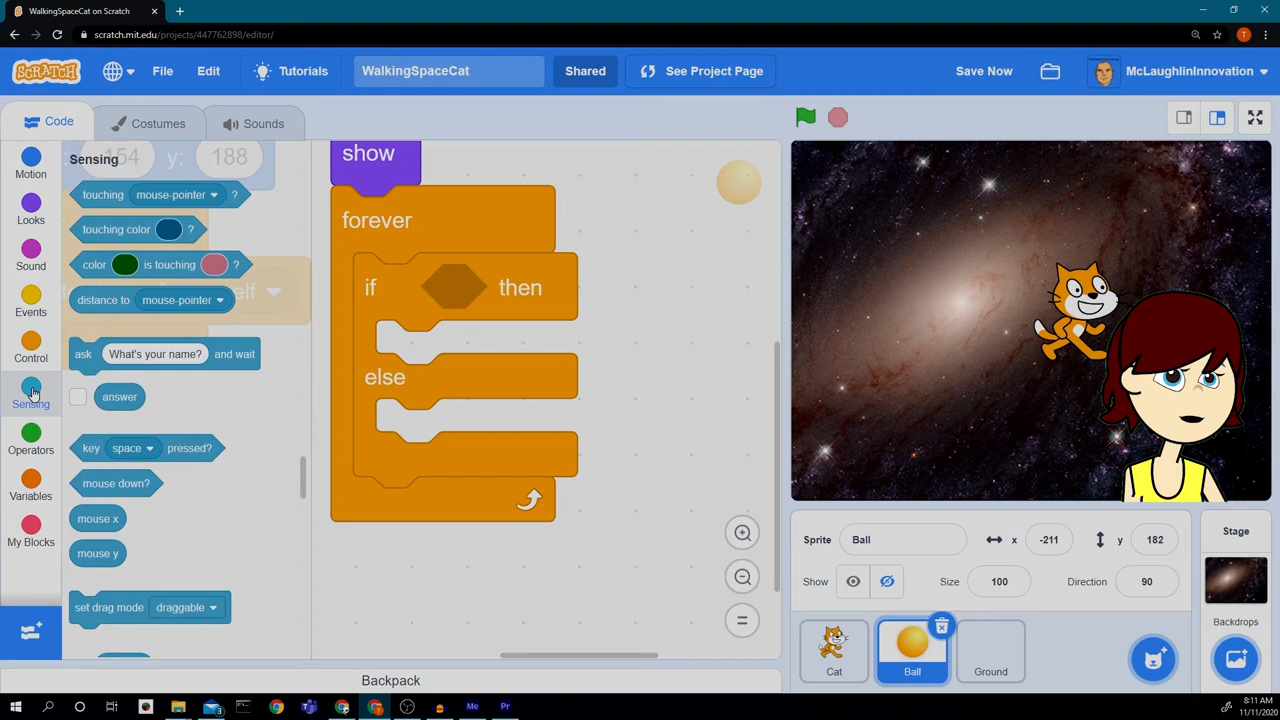 WalkingSpaceCat on Scratch
scratch.mit.edu/projects/447762898/editor/
SCRATCH
File
Edit
Tutorials
WalkingSpaceCat
Shared
See Project Page
Save Now
McLaughlinInnovation
Code
Costumes
Sounds
Motion
Looks
Sound
Events
Control
Sensing
Operators
Variables
My Blocks
154 y: 188
Sensing
touching mouse-pointer ?
touching color ?
color is touching ?
distance to mouse-pointer
ask What's your name? and wait
answer
key space pressed?
mouse down?
mouse x
mouse y
set drag mode draggable
show
forever
if then
else
Backpack
Sprite Ball x -211 y 182
Show Size 100 Direction 90
Cat
Ball
Ground
Stage
Backdrops
T
Me
Pr
8:11 AM
11/11/2020